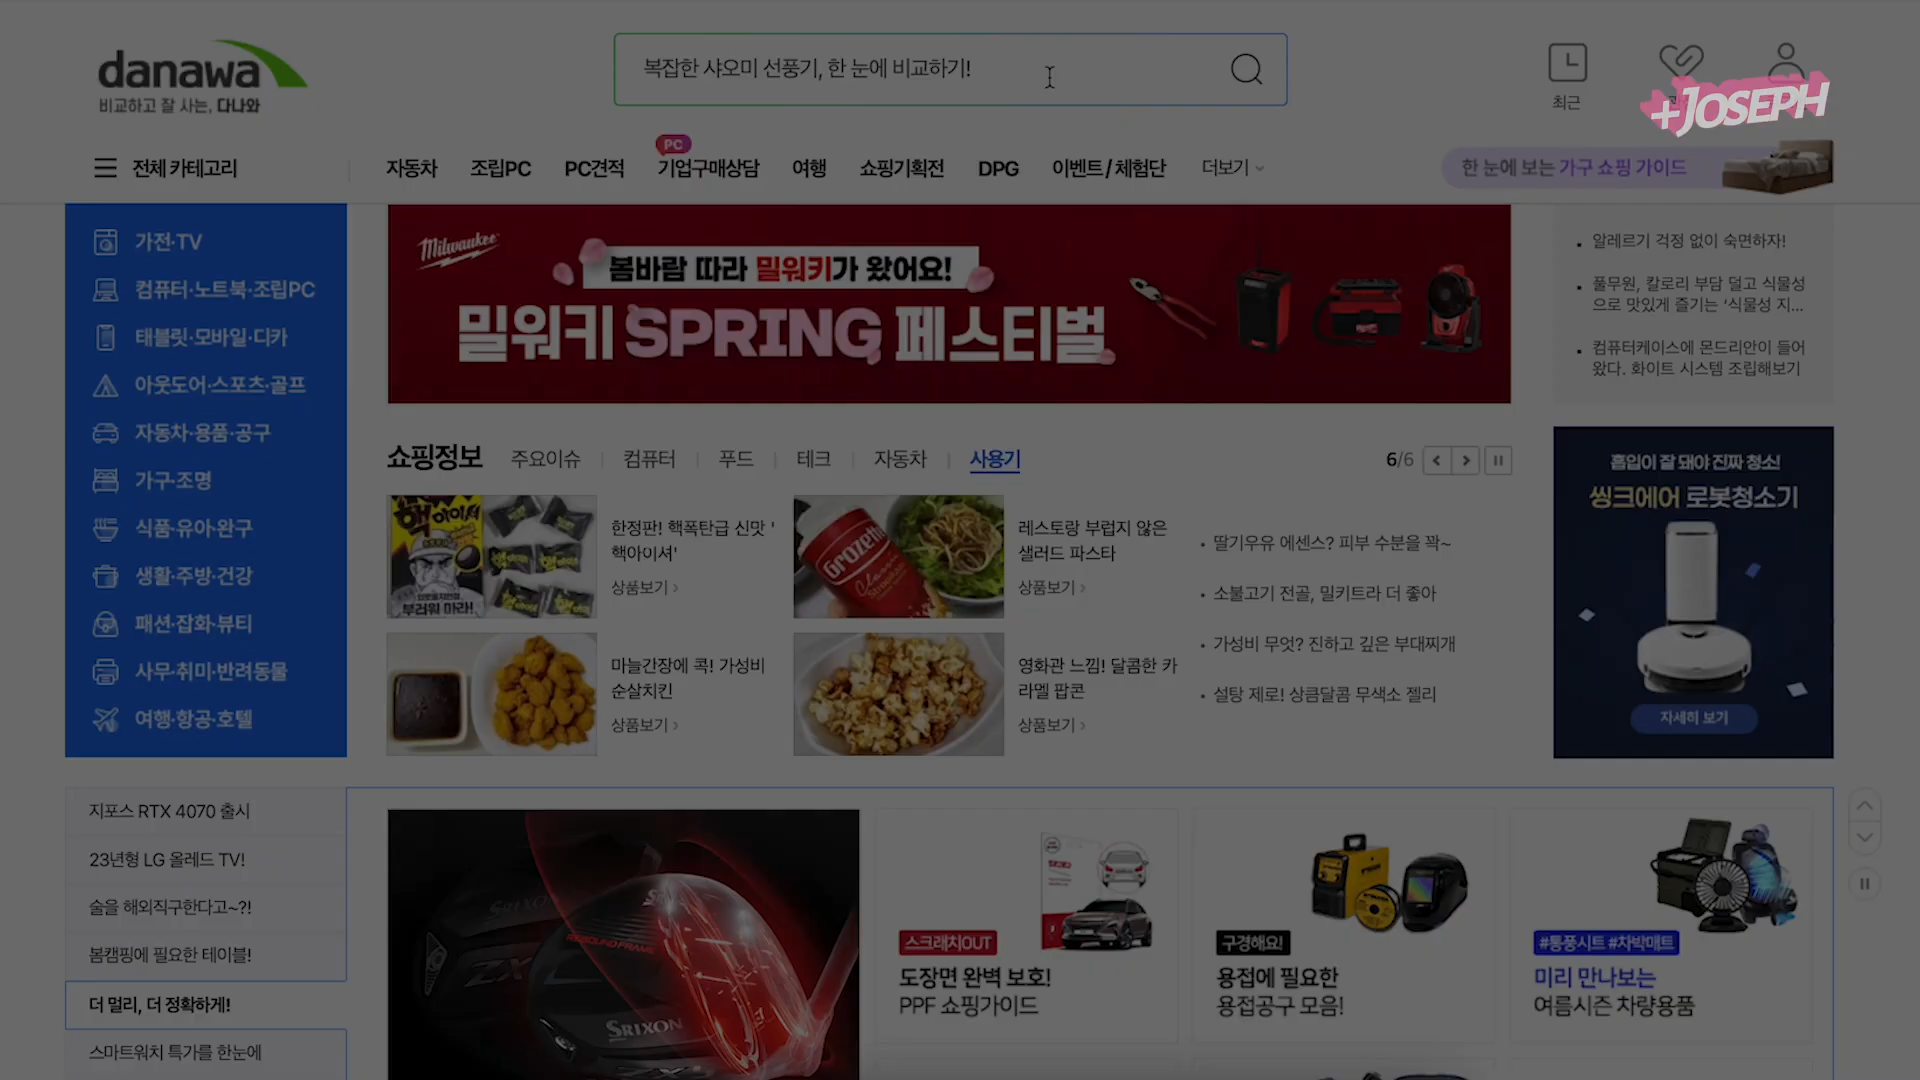 danawa
비교하고 잘 사는, 다나와
복잡한 샤오미 선풍기, 한 눈에 비교하기!
최근
+JOSEPH
전체 카테고리
자동차
조립PC
PC견적
PC
기업구매상담
여행
쇼핑기획전
DPG
이벤트/체험단
더보기
한 눈에 보는 가구 쇼핑 가이드
가전·TV
컴퓨터·노트북·조립PC
태블릿·모바일·디카
아웃도어·스포츠·골프
자동차·용품·공구
가구·조명
식품·유아·완구
생활·주방·건강
패션·잡화·뷰티
사무·취미·반려동물
여행·항공·호텔
Milwaukee
봄바람 따라 밀워키가 왔어요!
밀워키 SPRING 페스티벌
알레르기 걱정 없이 숙면하자!
풀무원, 칼로리 부담 덜고 식물성
으로 맛있게 즐기는 '식물성 지...
컴퓨터케이스에 몬드리안이 들어
왔다. 화이트 시스템 조립해보기
쇼핑정보
주요이슈
컴퓨터
푸드
테크
자동차
사용기
6/6
핵아이셔
부러워 마라!
한정판! 핵폭탄급 신맛 '
핵아이셔'
상품보기
Grozette
레스토랑 부럽지 않은
샐러드 파스타
상품보기
마늘간장에 콕! 가성비
순살치킨
상품보기
영화관 느낌! 달콤한 카
라멜 팝콘
상품보기
딸기우유 에센스? 피부 수분을 꽉~
소불고기 전골, 밀키트라 더 좋아
가성비 무엇? 진하고 깊은 부대찌개
설탕 제로! 상큼달콤 무색소 젤리
흡입이 잘 돼야 진짜 청소!
씽크에어 로봇청소기
자세히 보기
지포스 RTX 4070 출시
23년형 LG 올레드 TV!
술을 해외직구한다고~?!
봄캠핑에 필요한 테이블!
더 멀리, 더 정확하게!
스마트워치 특가를 한눈에
SRIXON
REBOUND FRAME
ZX
SRIXON
스크래치OUT
도장면 완벽 보호!
PPF 쇼핑가이드
구경해요!
용접에 필요한
용접공구 모음!
#통풍시트 #차박매트
미리 만나보는
여름시즌 차량용품